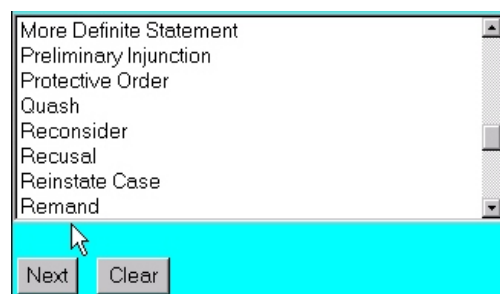 More Definite Statement
Preliminary Injunction
Protective Order
Quash
Reconsider
Recusal
Reinstate Case
Remand
Next Clear